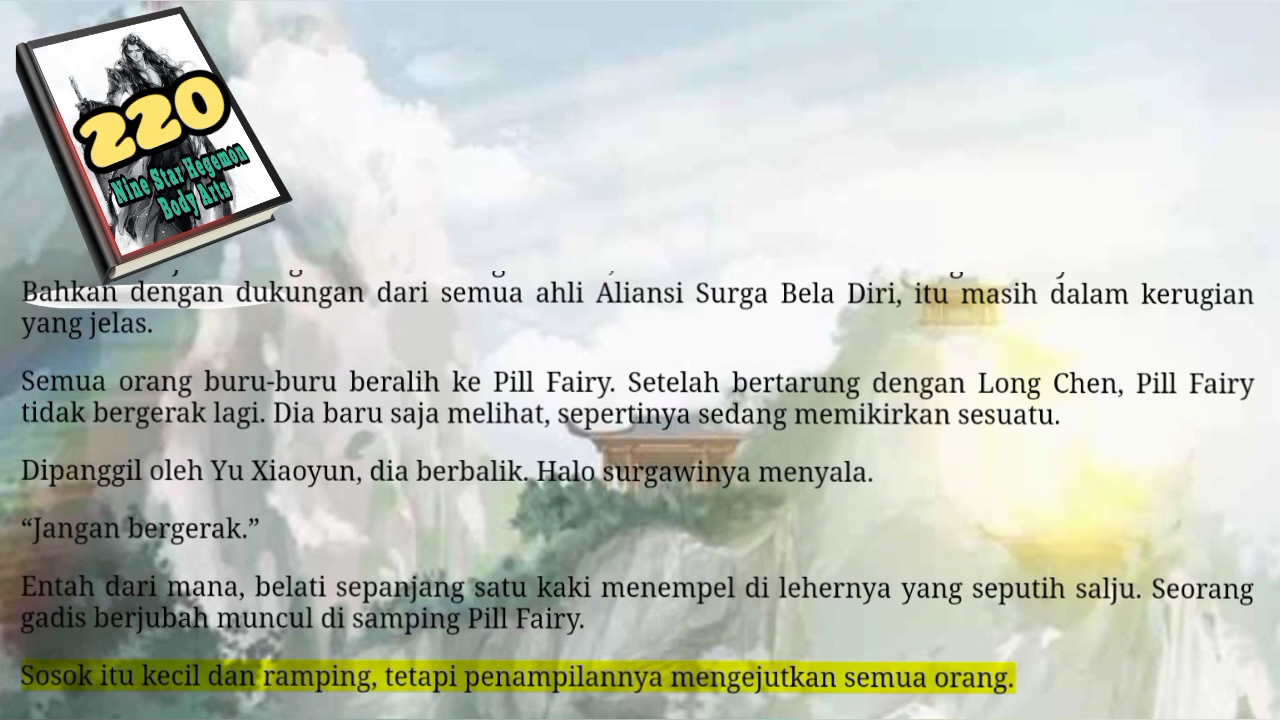 220
Nine Star Hegemon
Body Arts
Bahkan dengan dukungan dari semua ahli Aliansi Surga Bela Diri, itu masih dalam kerugian
yang jelas.
Semua orang buru-buru beralih ke Pill Fairy. Setelah bertarung dengan Long Chen, Pill Fairy
tidak bergerak lagi. Dia baru saja melihat, sepertinya sedang memikirkan sesuatu.
Dipanggil oleh Yu Xiaoyun, dia berbalik. Halo surgawinya menyala.
“Jangan bergerak.”
Entah dari mana, belati sepanjang satu kaki menempel di lehernya yang seputih salju. Seorang
gadis berjubah muncul di samping Pill Fairy.
Sosok itu kecil dan ramping, tetapi penampilannya mengejutkan semua orang.